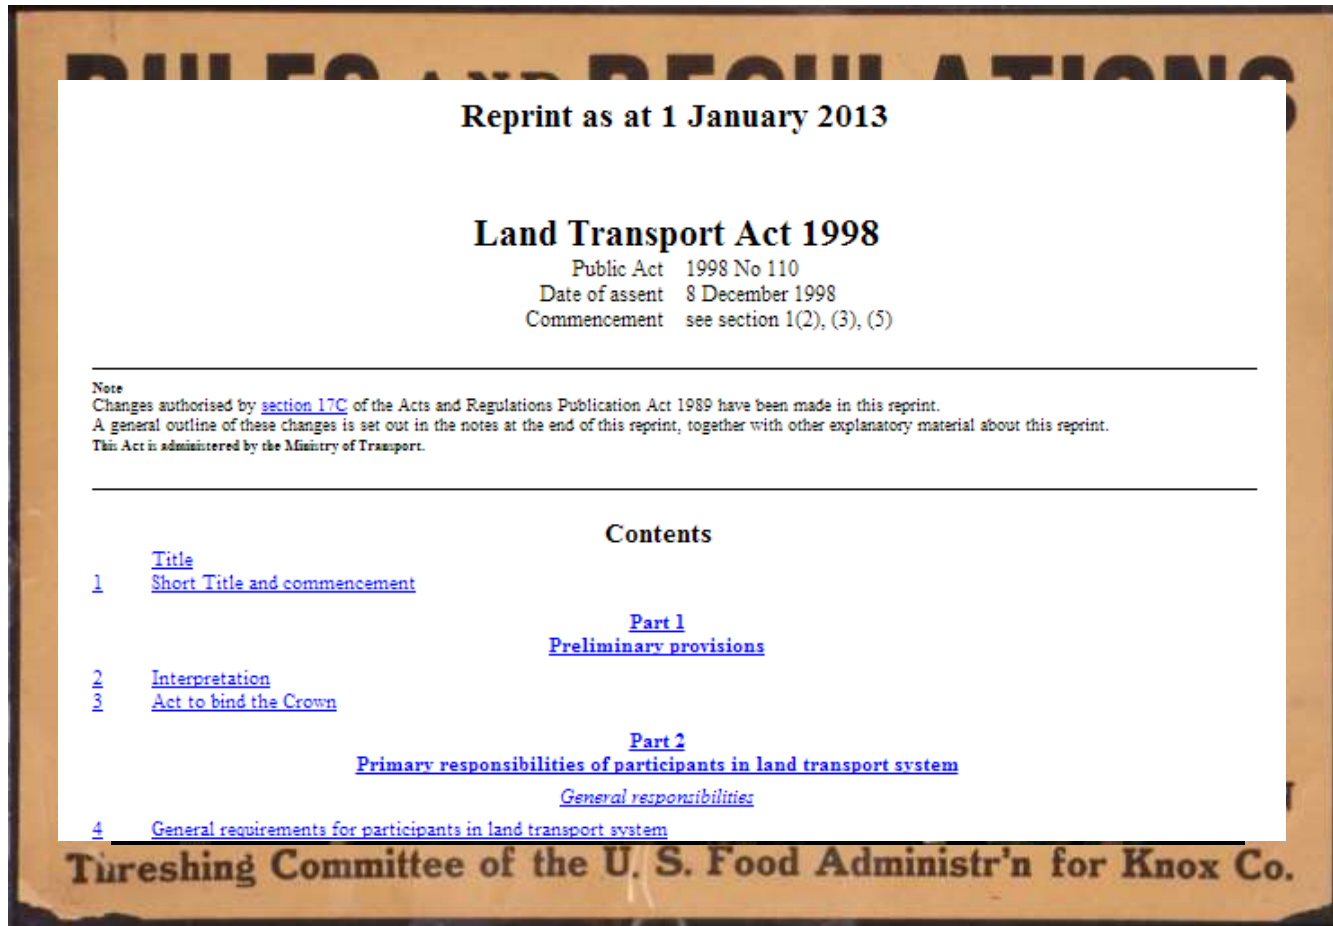 RULES AND REGULATIONS
Reprint as at 1 January 2013
Land Transport Act 1998
Public Act 1998 No 110
Date of assent 8 December 1998
Commencement see section 1(2), (3), (5)
Note
Changes authorised by section 17C of the Acts and Regulations Publication Act 1989 have been made in this reprint.
A general outline of these changes is set out in the notes at the end of this reprint, together with other explanatory material about this reprint.
This Act is administered by the Ministry of Transport.
Contents
Title
1 Short Title and commencement
Part 1
Preliminary provisions
2 Interpretation
3 Act to bind the Crown
Part 2
Primary responsibilities of participants in land transport system
General responsibilities
4 General requirements for participants in land transport system
Threshing Committee of the U. S. Food Administr'n for Knox Co.